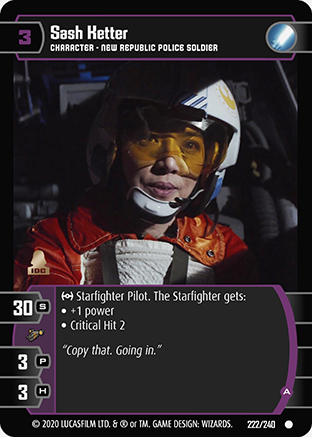 3
Sash Ketter
CHARACTER - NEW REPUBLIC POLICE SOLDIER
IDC
30 S
Starfighter Pilot. The Starfighter gets:
• +1 power
• Critical Hit 2
"Copy that. Going in."
3 P
3 H
A
© 2020 LUCASFILM LTD. & ® or TM. GAME DESIGN: WIZARDS.
222/240